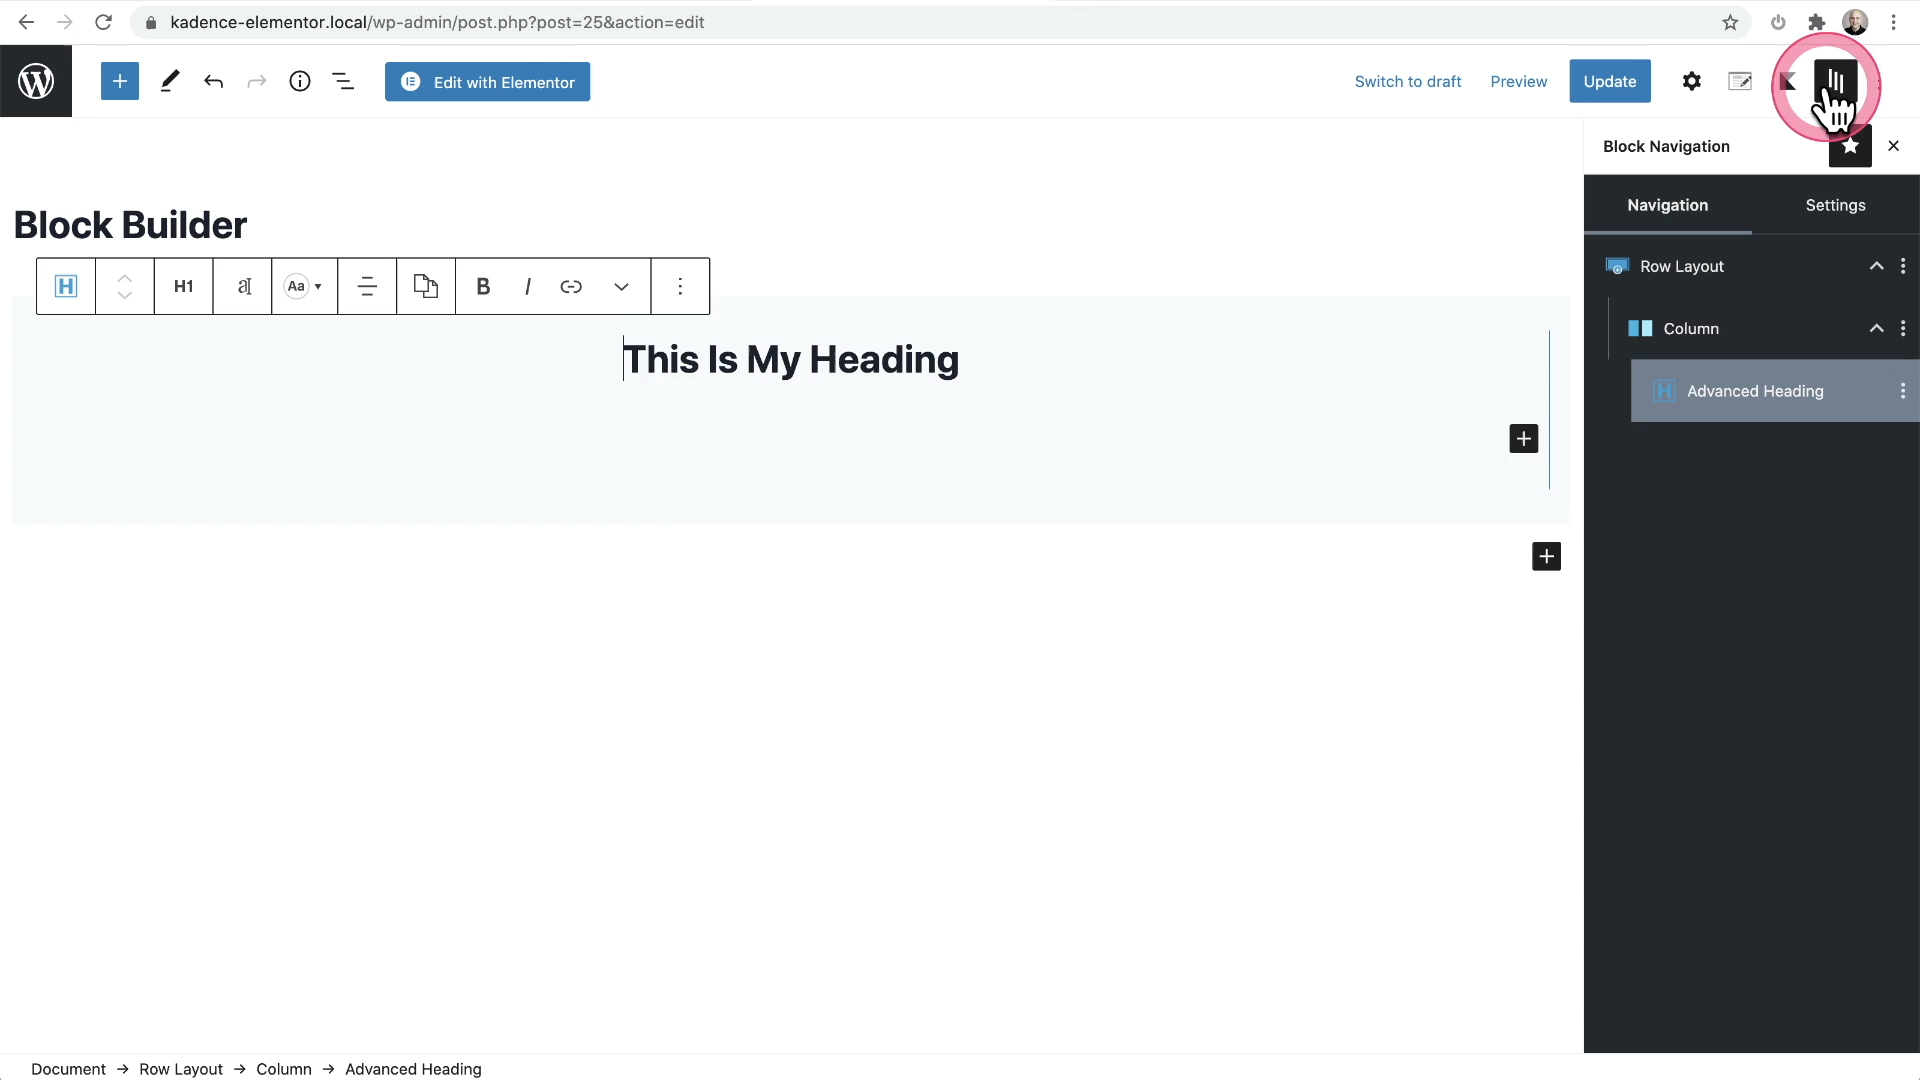 kadence-elementor.local/wp-admin/post.php?post=25&action=edit
Edit with Elementor
Switch to draft
Preview
Update
Block Navigation
Navigation
Settings
Block Builder
H
H1
aI
Aa
B
I
Row Layout
Column
This Is My Heading
H
Advanced Heading
Document → Row Layout → Column → Advanced Heading